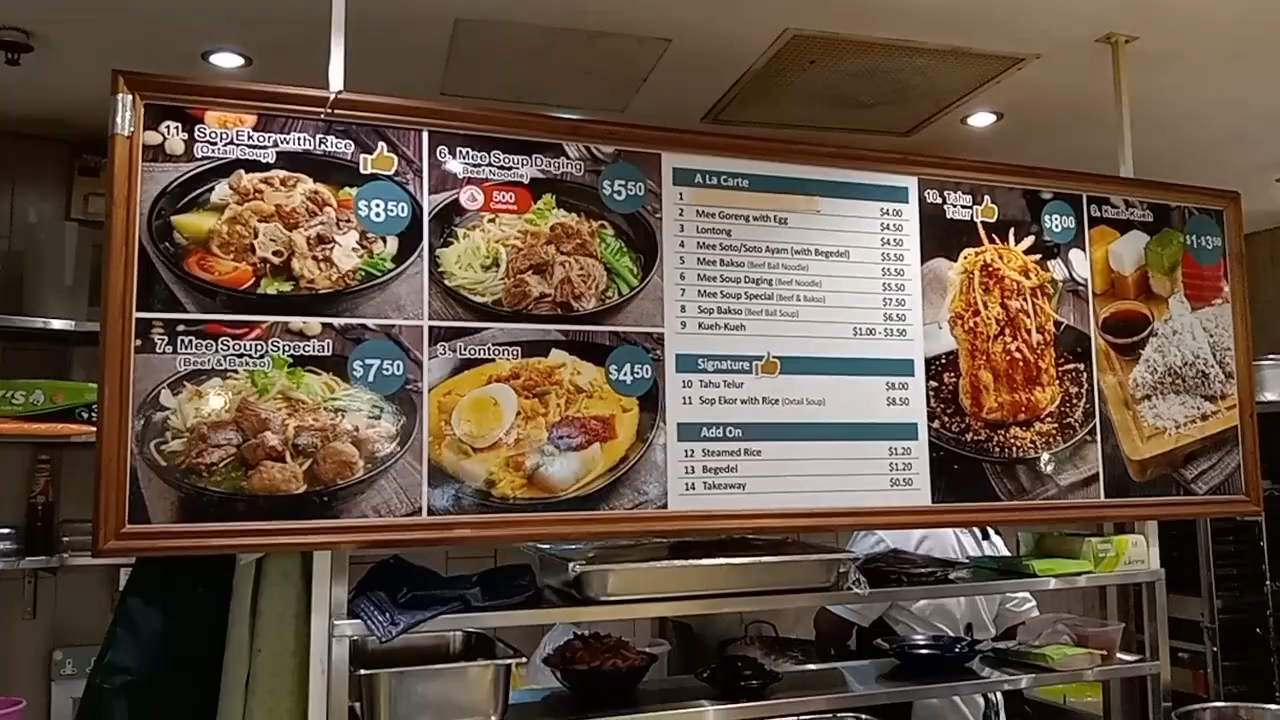 11. Sop Ekor with Rice
(Oxtail Soup)
$8.50
6. Mee Soup Daging
(Beef Noodle)
500
Calories
$5.50
7. Mee Soup Special
(Beef & Bakso)
$7.50
3. Lontong
$4.50
A La Carte
1 $4.00
2 Mee Goreng with Egg $4.50
3 Lontong $4.50
4 Mee Soto/Soto Ayam (with Begedel) $5.50
5 Mee Bakso (Beef Ball Noodle) $5.50
6 Mee Soup Daging (Beef Noodle) $5.50
7 Mee Soup Special (Beef & Bakso) $7.50
8 Sop Bakso (Beef Ball Soup) $6.50
9 Kueh-Kueh $1.00 - $3.50
Signature
10 Tahu Telur $8.00
11 Sop Ekor with Rice (Oxtail Soup) $8.50
Add On
12 Steamed Rice $1.20
13 Begedel $1.20
14 Takeaway $0.50
10. Tahu
Telur
$8.00
9. Kueh-Kueh
$1-$3.50